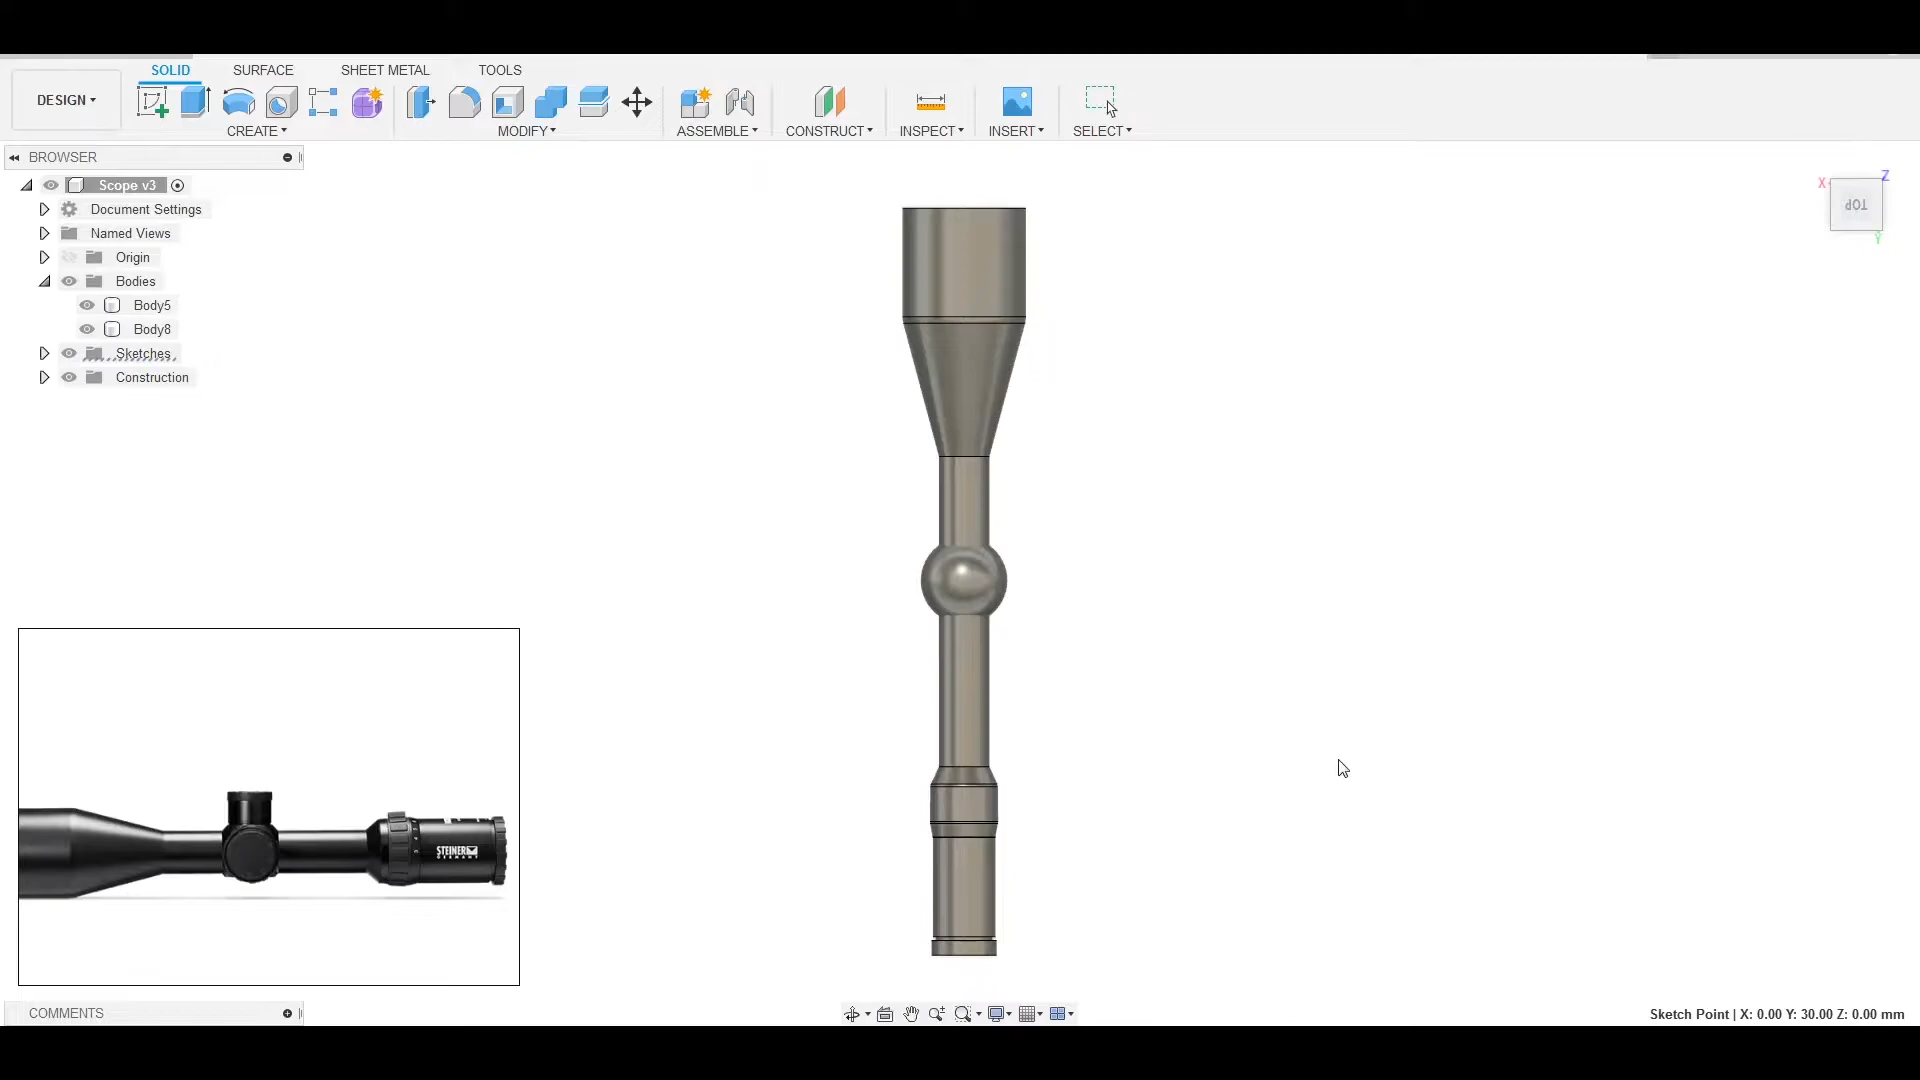 SOLID SURFACE SHEET METAL TOOLS
DESIGN
CREATE MODIFY ASSEMBLE CONSTRUCT INSPECT INSERT SELECT
BROWSER
Scope v3
Document Settings
Named Views
Origin
Bodies
Body5
Body8
Sketches
Construction
X Z
TOP
Y
STEINER
GERMANY
COMMENTS
Sketch Point | X: 0.00 Y: 30.00 Z: 0.00 mm